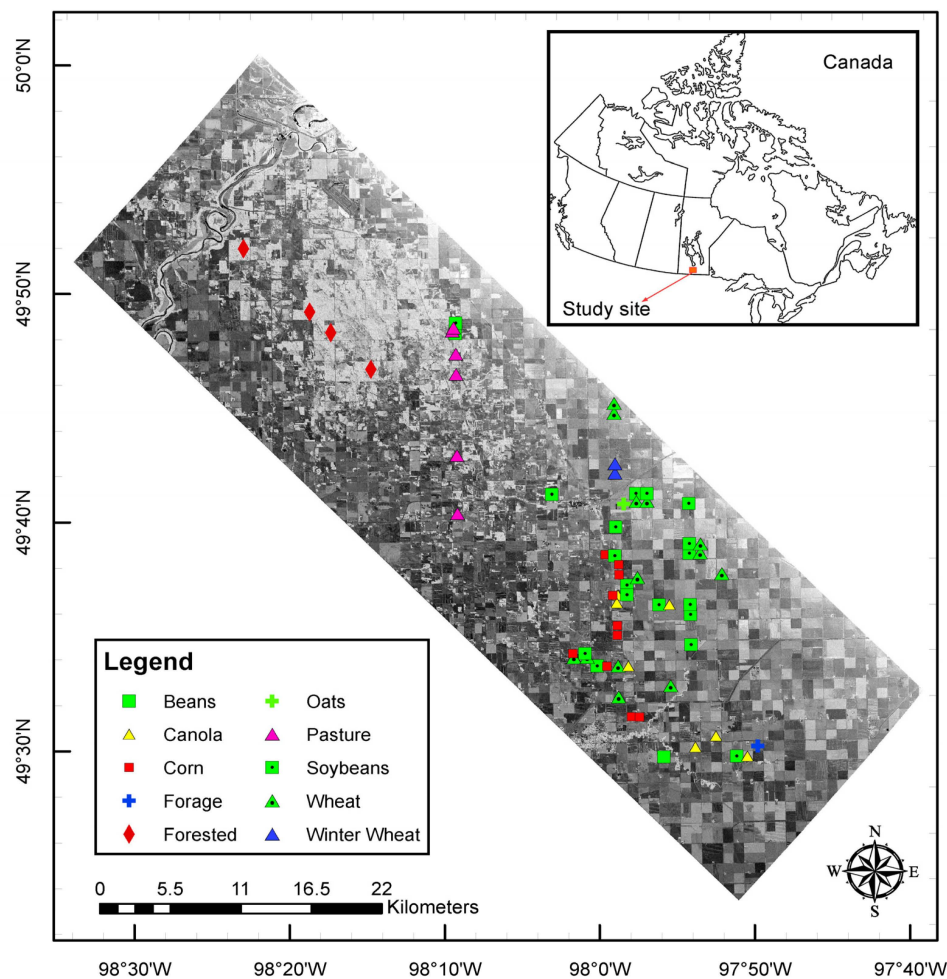 Canada
Study site
50°0'N
49°50'N
49°40'N
49°30'N
Legend
Beans
Canola
Corn
Forage
Forested
Oats
Pasture
Soybeans
Wheat
Winter Wheat
0 5.5 11 16.5 22
Kilometers
N
W E
S
98°30'W 98°20'W 98°10'W 98°0'W 97°50'W 97°40'W